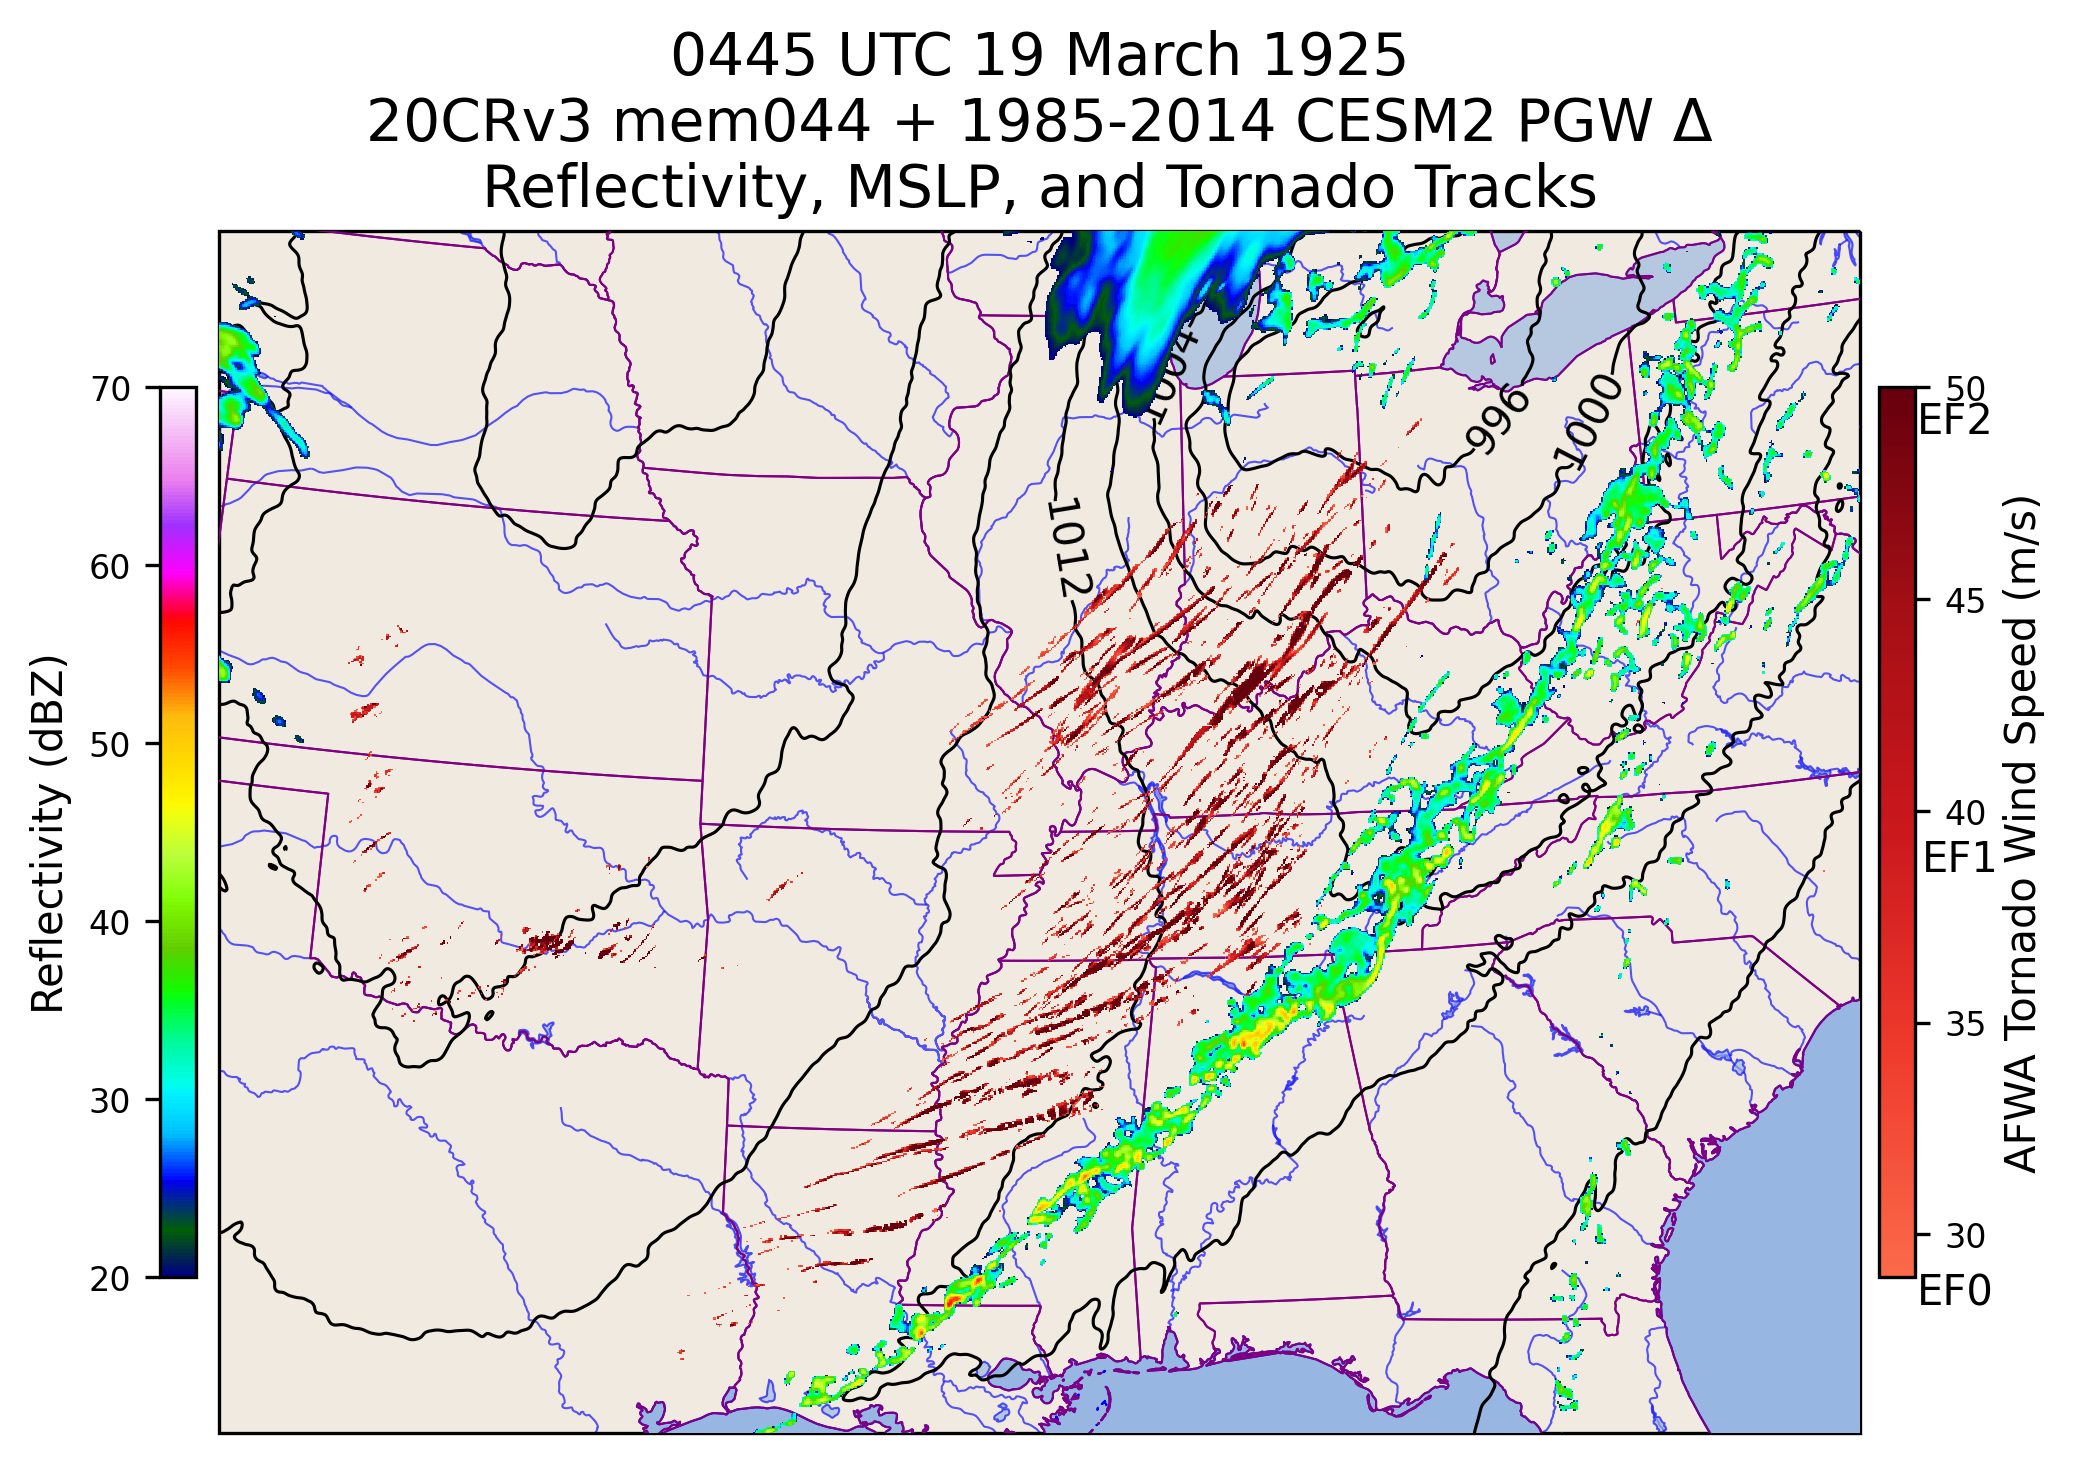 0445 UTC 19 March 1925
20CRv3 mem044 + 1985-2014 CESM2 PGW Δ
Reflectivity, MSLP, and Tornado Tracks
70
60
50
40
30
20
Reflectivity (dBZ)
1004
996
1000
1012
50
EF2
45
40
EF1
35
30
EF0
AFWA Tornado Wind Speed (m/s)